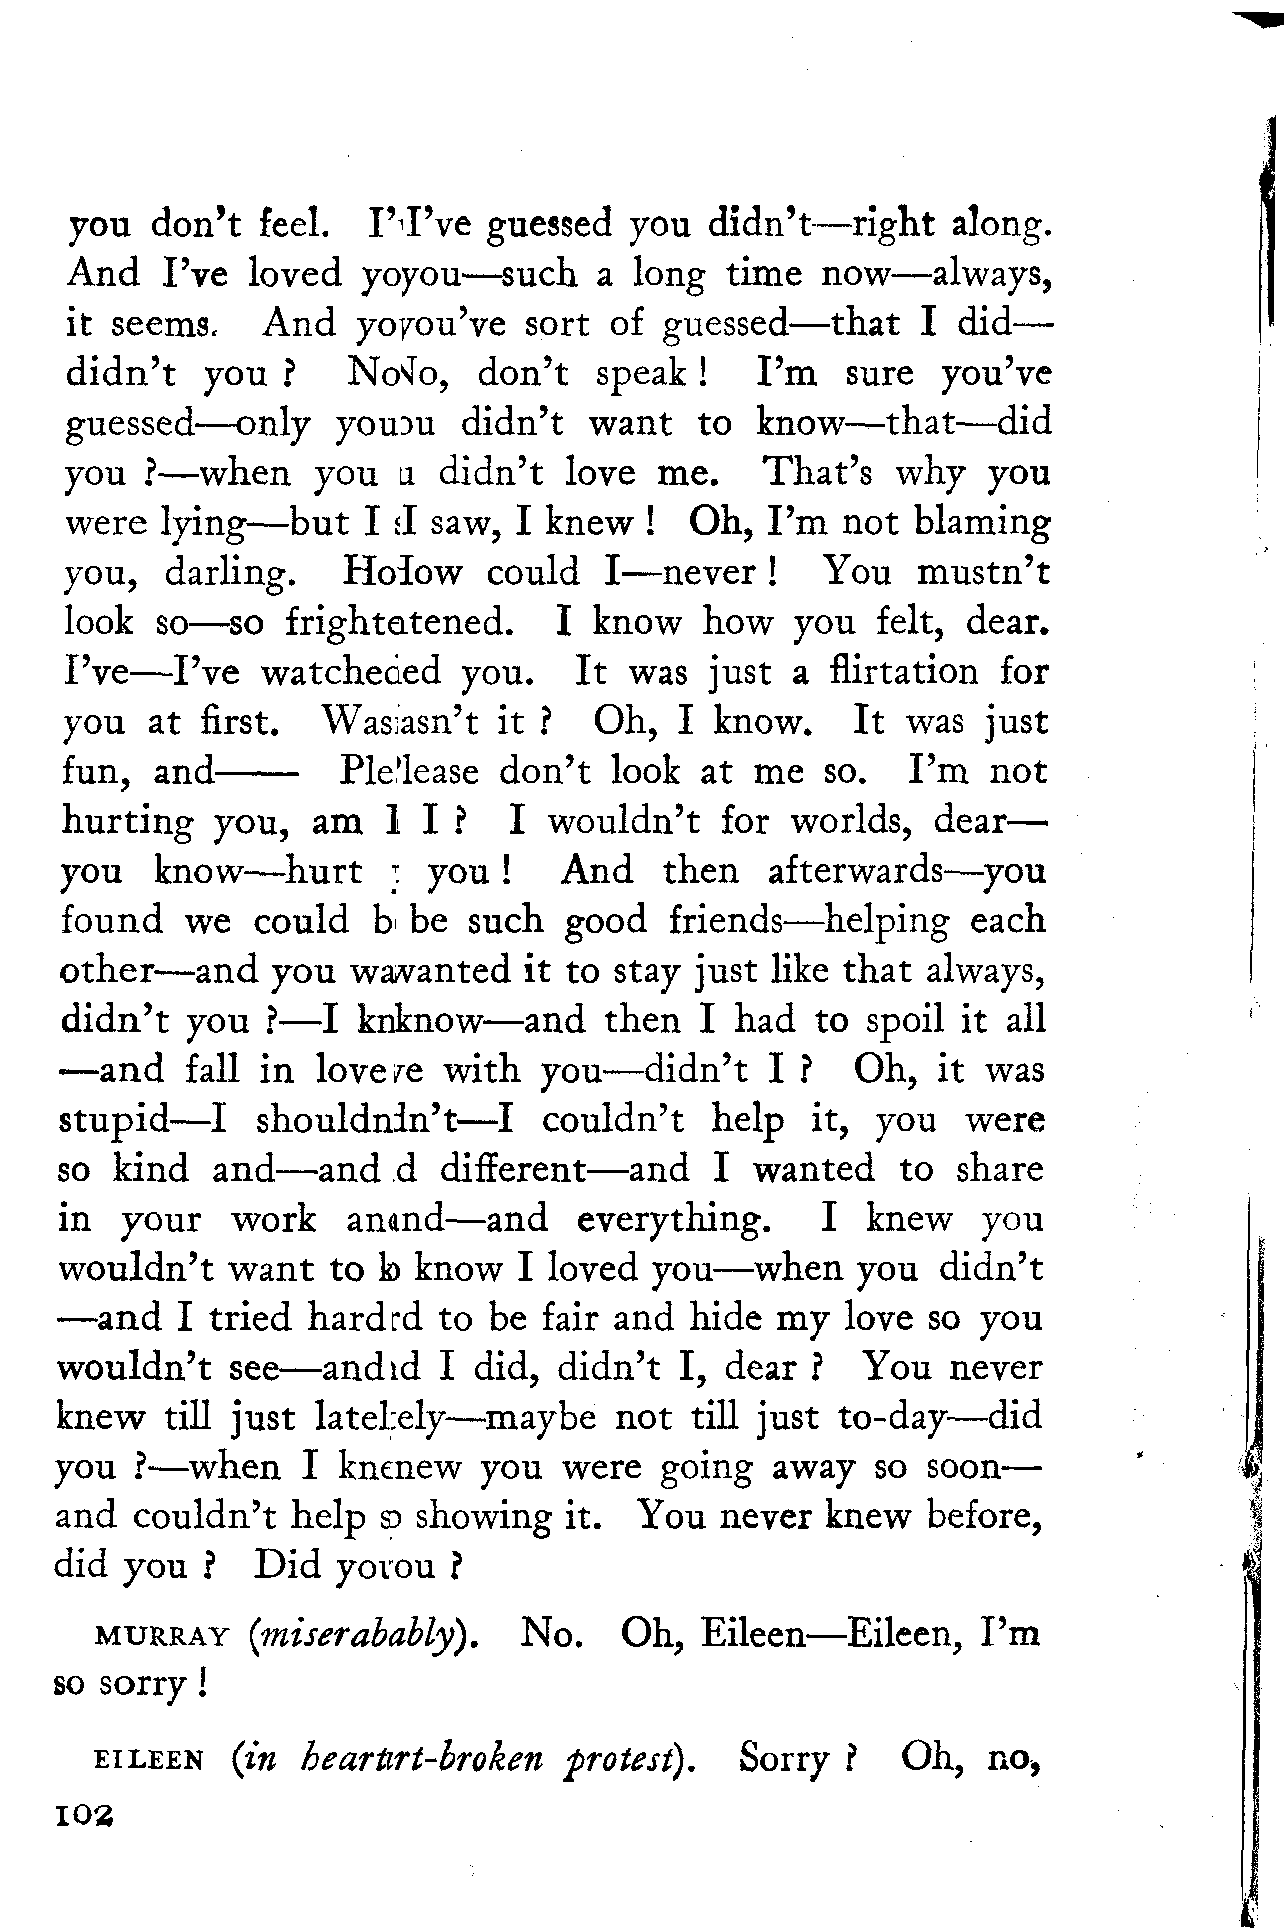 you don't feel. I'I've guessed you didn't—right along.
And I've loved yoyou—such a long time now—always,
it seems. And yoyou've sort of guessed—that I did—
didn't you ? NoNo, don't speak ! I'm sure you've
guessed—only youou didn't want to know—that—did
you ?—when you u didn't love me. That's why you
were lying—but I I saw, I knew ! Oh, I'm not blaming
you, darling. Hoow could I—never ! You mustn't
look so—so frightetened. I know how you felt, dear.
I've—I've watcheded you. It was just a flirtation for
you at first. Wasasn't it ? Oh, I know. It was just
fun, and—— Plelease don't look at me so. I'm not
hurting you, am I I ? I wouldn't for worlds, dear—
you know—hurt you ! And then afterwards—you
found we could b be such good friends—helping each
other—and you wawanted it to stay just like that always,
didn't you ?—I knknow—and then I had to spoil it all
—and fall in loveve with you—didn't I ? Oh, it was
stupid—I shouldndn't—I couldn't help it, you were
so kind and—and d different—and I wanted to share
in your work anand—and everything. I knew you
wouldn't want to know I loved you—when you didn't
—and I tried hardrd to be fair and hide my love so you
wouldn't see—andd I did, didn't I, dear ? You never
knew till just latetely—maybe not till just to-day—did
you ?—when I knenew you were going away so soon—
and couldn't help showing it. You never knew before,
did you ? Did yoyou ?
MURRAY (miserabably). No. Oh, Eileen—Eileen, I'm
so sorry !
EILEEN (in heartrt-broken protest). Sorry ? Oh, no,
102